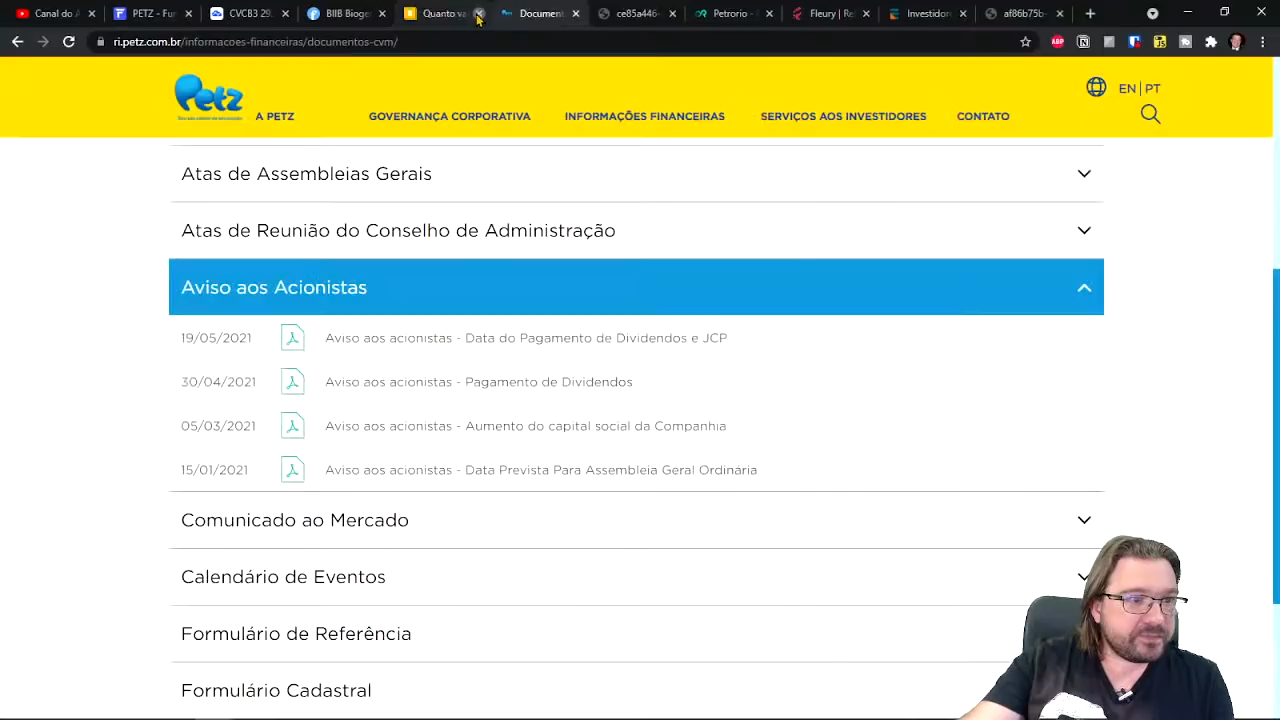 Canal do A
PETZ - Fur
CVCB3 29.
BIIB Bioge
Quanto va
Document
ce85a446-
Petrorio - 
Fleury | Re
Investidor
af86b75b-
ri.petz.com.br/informacoes-financeiras/documentos-cvm/
Petz
EN | PT
A PETZ
GOVERNANÇA CORPORATIVA
INFORMAÇÕES FINANCEIRAS
SERVIÇOS AOS INVESTIDORES
CONTATO
Atas de Assembleias Gerais
Atas de Reunião do Conselho de Administração
Aviso aos Acionistas
19/05/2021 Aviso aos acionistas - Data do Pagamento de Dividendos e JCP
30/04/2021 Aviso aos acionistas - Pagamento de Dividendos
05/03/2021 Aviso aos acionistas - Aumento do capital social da Companhia
15/01/2021 Aviso aos acionistas - Data Prevista Para Assembleia Geral Ordinária
Comunicado ao Mercado
Calendário de Eventos
Formulário de Referência
Formulário Cadastral